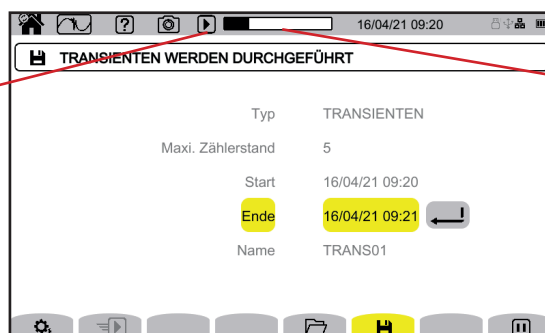 ? 16/04/21 09:20
TRANSIENTEN WERDEN DURCHGEFÜHRT
Typ TRANSIENTEN
Maxi. Zählerstand 5
Start 16/04/21 09:20
Ende 16/04/21 09:21
Name TRANS01